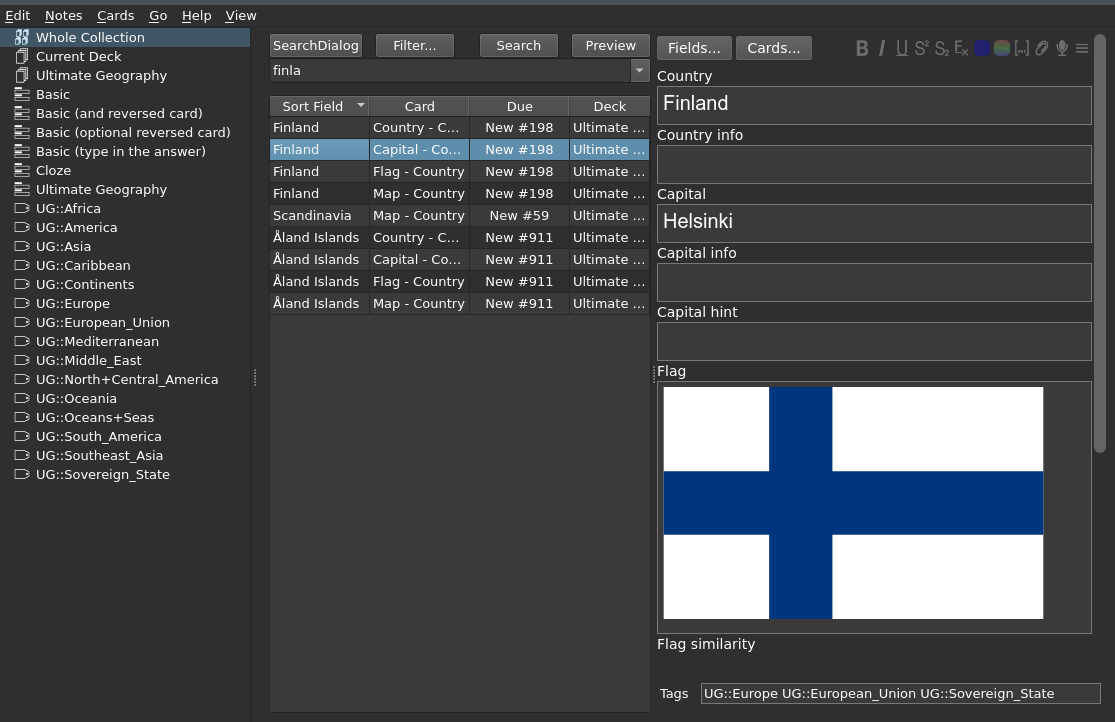 Edit Notes Cards Go Help View
Whole Collection
Current Deck
Ultimate Geography
Basic
Basic (and reversed card)
Basic (optional reversed card)
Basic (type in the answer)
Cloze
Ultimate Geography
UG::Africa
UG::America
UG::Asia
UG::Caribbean
UG::Continents
UG::Europe
UG::European_Union
UG::Mediterranean
UG::Middle_East
UG::North+Central_America
UG::Oceania
UG::Oceans+Seas
UG::South_America
UG::Southeast_Asia
UG::Sovereign_State
SearchDialog Filter... Search Preview
finla
Sort Field Card Due Deck
Finland Country - C... New #198 Ultimate ...
Finland Capital - Co... New #198 Ultimate ...
Finland Flag - Country New #198 Ultimate ...
Finland Map - Country New #198 Ultimate ...
Scandinavia Map - Country New #59 Ultimate ...
Åland Islands Country - C... New #911 Ultimate ...
Åland Islands Capital - Co... New #911 Ultimate ...
Åland Islands Flag - Country New #911 Ultimate ...
Åland Islands Map - Country New #911 Ultimate ...
Fields... Cards... B I U S² S₂ Eₓ [...]
Country
Finland
Country info
Capital
Helsinki
Capital info
Capital hint
Flag
Flag similarity
Tags UG::Europe UG::European_Union UG::Sovereign_State